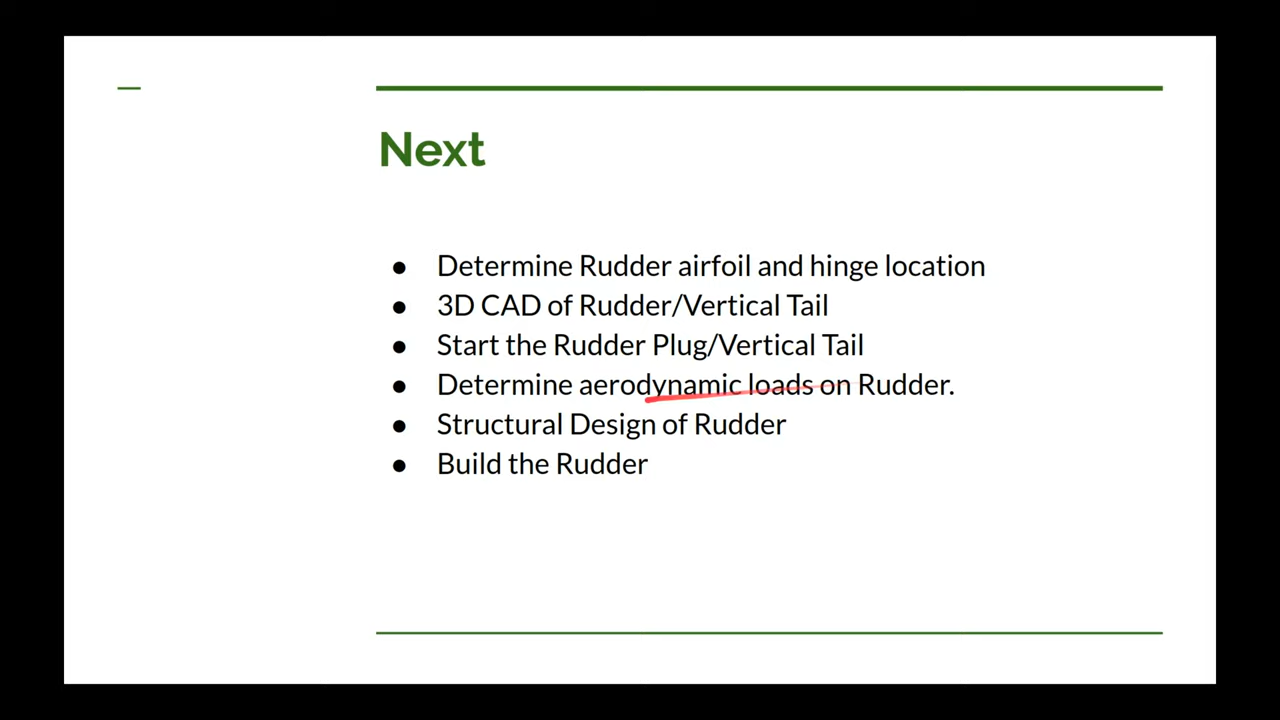 Next
● Determine Rudder airfoil and hinge location
● 3D CAD of Rudder/Vertical Tail
● Start the Rudder Plug/Vertical Tail
● Determine aerodynamic loads on Rudder.
● Structural Design of Rudder
● Build the Rudder